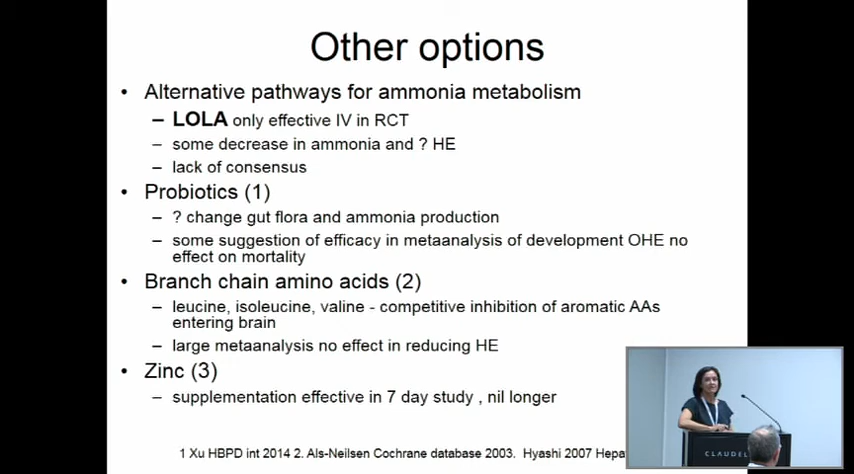 Other options
• Alternative pathways for ammonia metabolism
– LOLA only effective IV in RCT
– some decrease in ammonia and ? HE
– lack of consensus
• Probiotics (1)
– ? change gut flora and ammonia production
– some suggestion of efficacy in metaanalysis of development OHE no
effect on mortality
• Branch chain amino acids (2)
– leucine, isoleucine, valine - competitive inhibition of aromatic AAs
entering brain
– large metaanalysis no effect in reducing HE
• Zinc (3)
– supplementation effective in 7 day study , nil longer
1 Xu HBPD int 2014 2. Als-Neilsen Cochrane database 2003. Hyashi 2007 Hepa
CLAUDEL